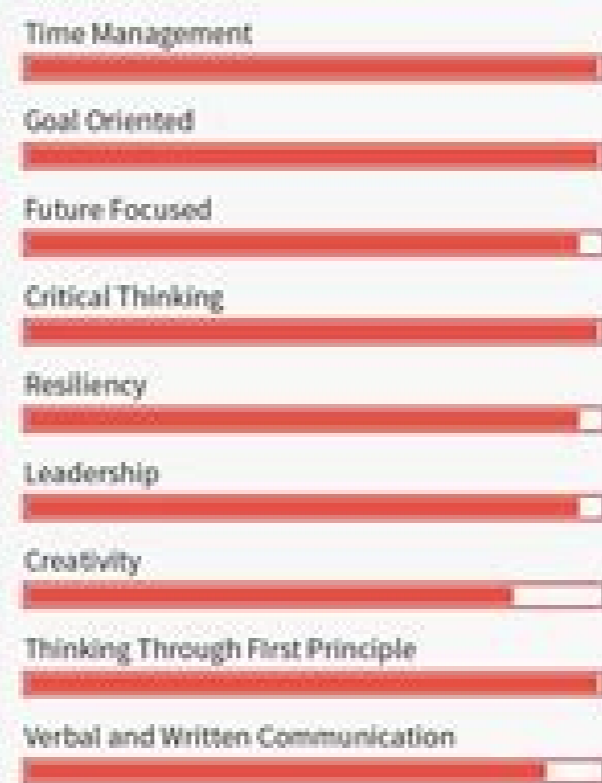 Time Management
Goal Oriented
Future Focused
Critical Thinking
Resiliency
Leadership
Creativity
Thinking Through First Principle
Verbal and Written Communication